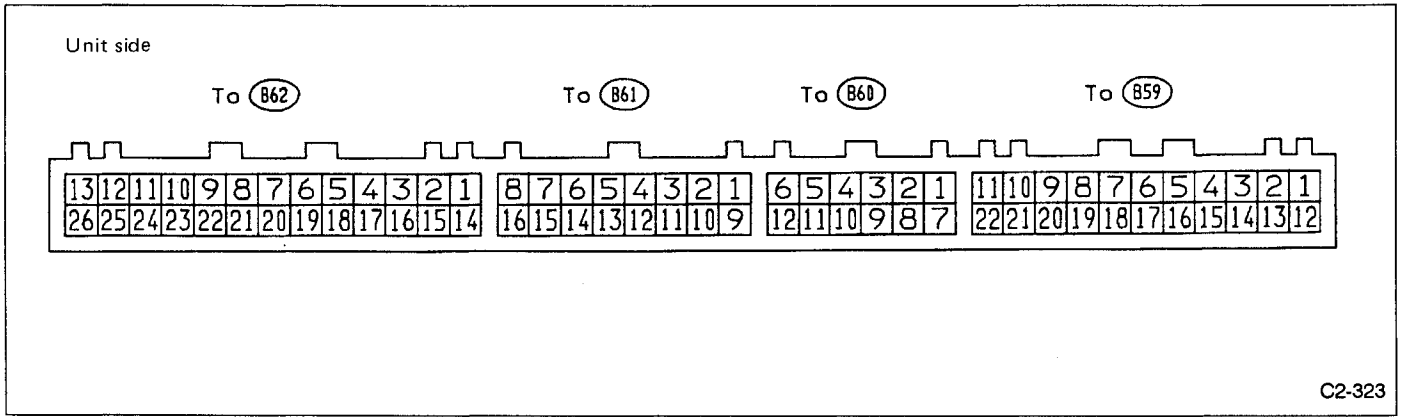 Unit side
To B62 To B61 To B60 To B59
13 12 11 10 9 8 7 6 5 4 3 2 1 8 7 6 5 4 3 2 1 6 5 4 3 2 1 11 10 9 8 7 6 5 4 3 2 1
26 25 24 23 22 21 20 19 18 17 16 15 14 16 15 14 13 12 11 10 9 12 11 10 9 8 7 22 21 20 19 18 17 16 15 14 13 12
C2-323